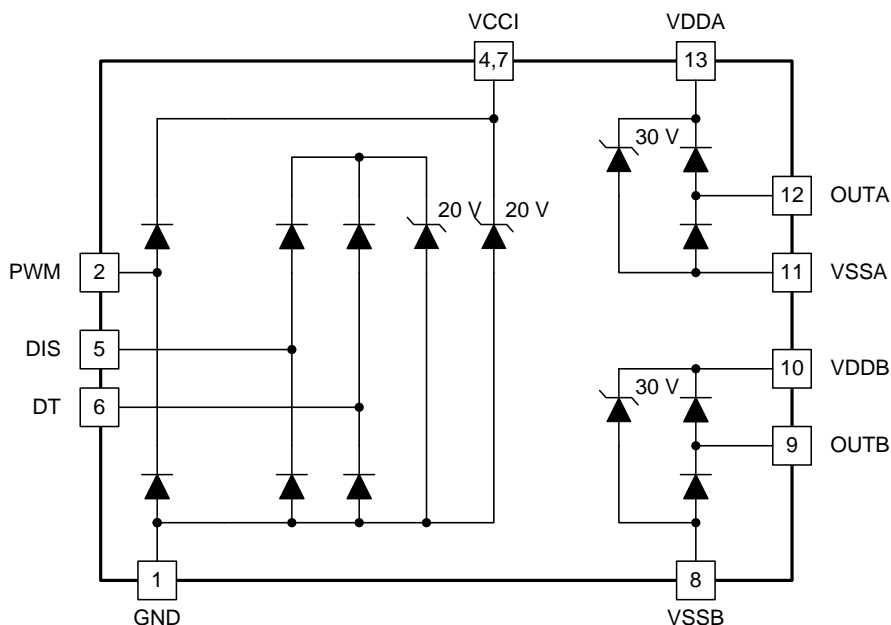 VCCI
VDDA
4,7
13
30 V
12
OUTA
20 V
20 V
PWM
2
11
VSSA
DIS
5
10
VDDB
DT
6
30 V
9
OUTB
1
8
GND
VSSB